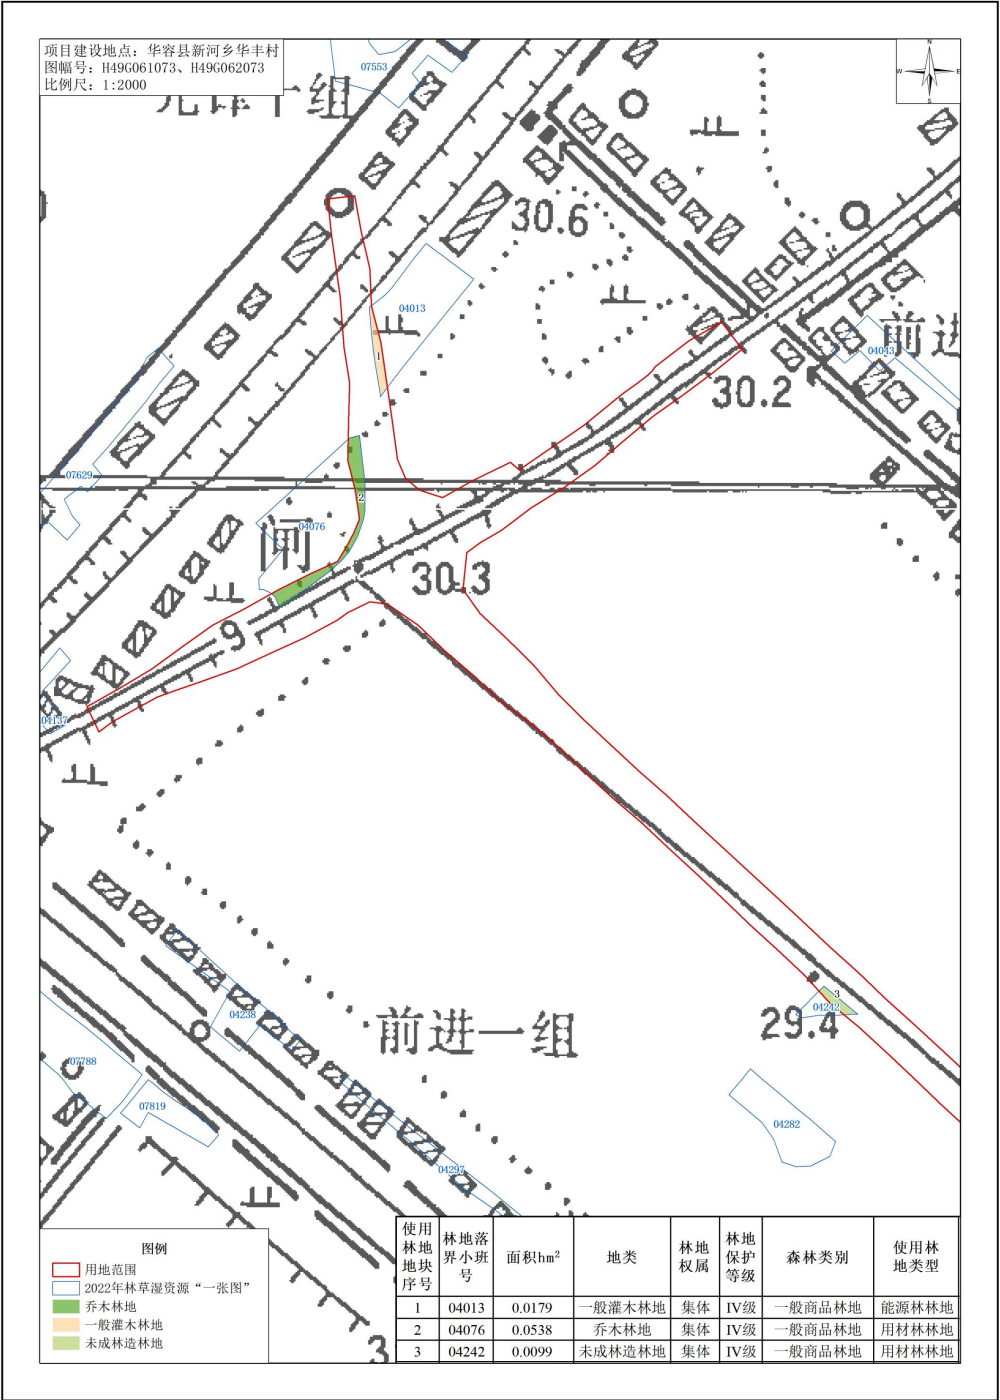 项目建设地点：华容县新河乡华丰村
图幅号：H49G061073、H49G062073
比例尺：1:2000
07553
N
W
E
S
30.6
04013
1
前进
04043
30.2
07629
2
04076
闸
30.3
9
04137
3
04242
29.4
04238
前进一组
07788
07819
04282
04297
3
图例
用地范围
2022年林草湿资源“一张图”
乔木林地
一般灌木林地
未成林造林地
使用林地地块序号 林地落界小班号 面积hm² 地类 林地权属 林地保护等级 森林类别 使用林地类型
1 04013 0.0179 一般灌木林地 集体 IV级 一般商品林地 能源林林地
2 04076 0.0538 乔木林地 集体 IV级 一般商品林地 用材林林地
3 04242 0.0099 未成林造林地 集体 IV级 一般商品林地 用材林林地